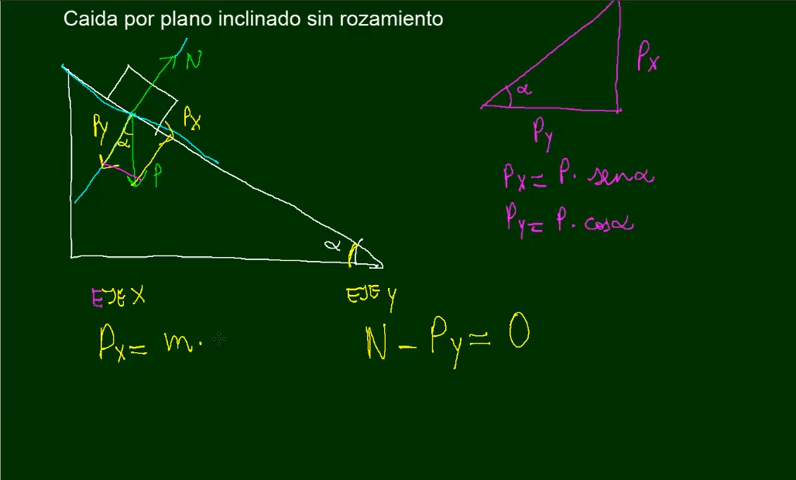 Caida por plano inclinado sin rozamiento
N
Py
α
Px
P
α
α
Px
Py
Px= P. senα
Py= P. cosα
EJE X
EJE Y
Px= m.
N - Py= 0